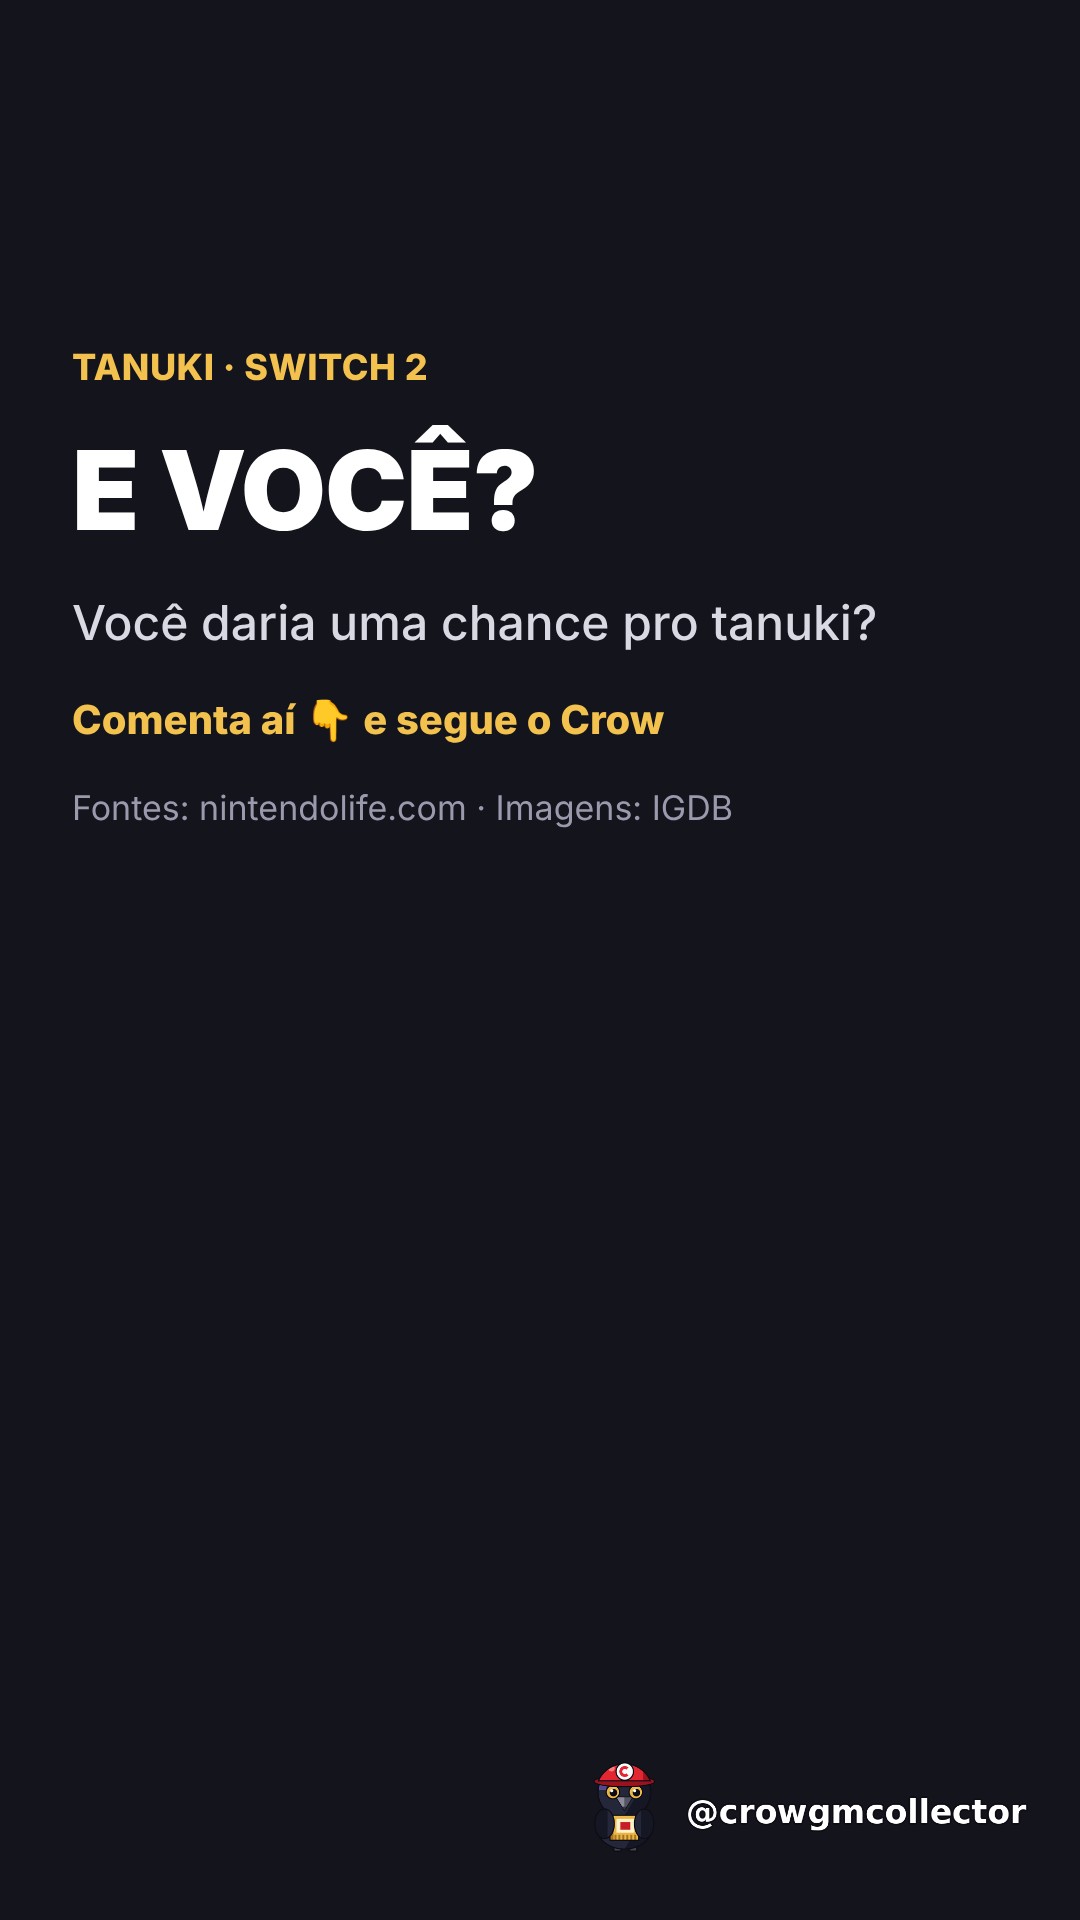 TANUKI · SWITCH 2
E VOCÊ?
Você daria uma chance pro tanuki?
Comenta aí 👇 e segue o Crow
Fontes: nintendolife.com · Imagens: IGDB
C
@crowgmcollector